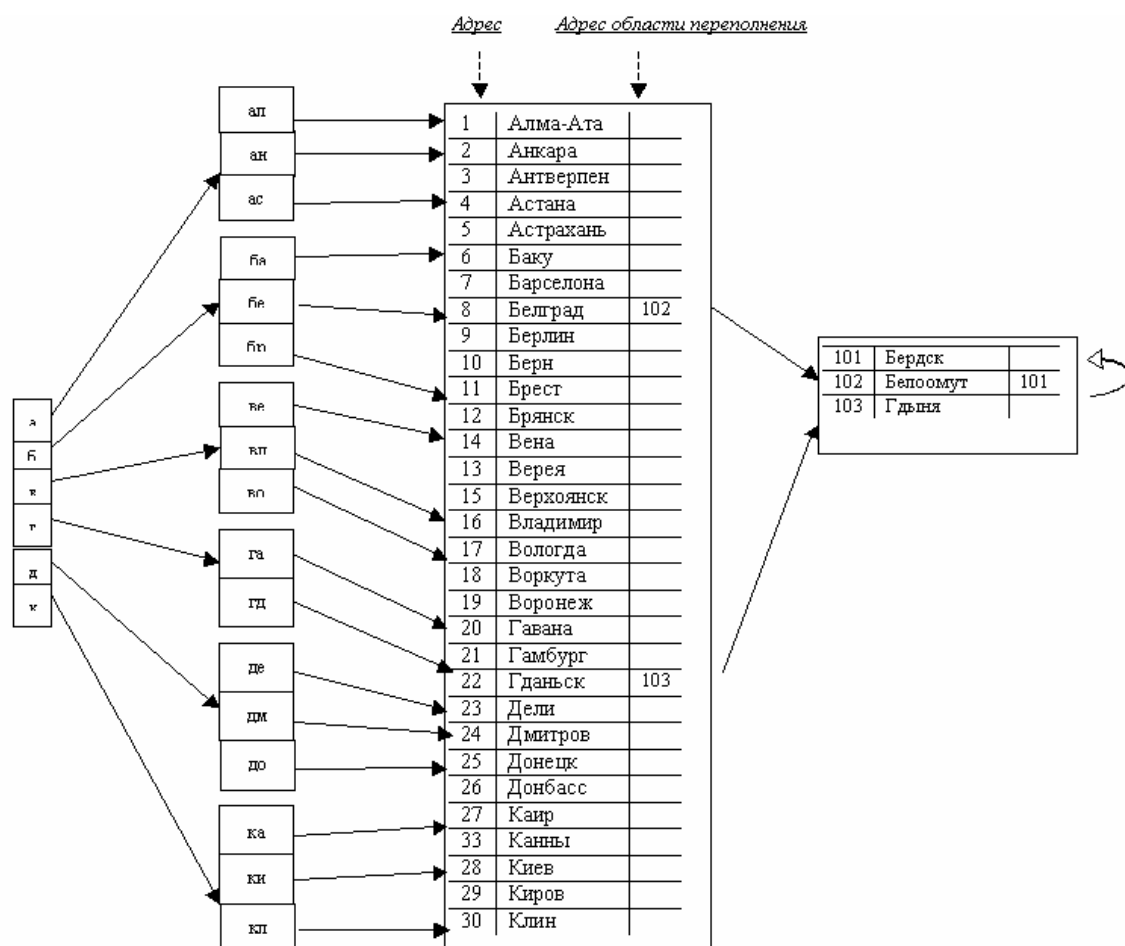 Адрес
Адрес области переполнения
а
б
в
г
д
к
ал
ан
ас
ба
бе
бр
ве
вл
во
га
гд
де
дм
до
ка
ки
кл
1 Алма-Ата
2 Анкара
3 Антверпен
4 Астана
5 Астрахань
6 Баку
7 Барселона
8 Белград 102
9 Берлин
10 Берн
11 Брест
12 Брянск
14 Вена
13 Верея
15 Верхоянск
16 Владимир
17 Вологда
18 Воркута
19 Воронеж
20 Гавана
21 Гамбург
22 Гданьск 103
23 Дели
24 Дмитров
25 Донецк
26 Донбасс
27 Каир
33 Канны
28 Киев
29 Киров
30 Клин
101 Бердск
102 Белоомут 101
103 Гдыня